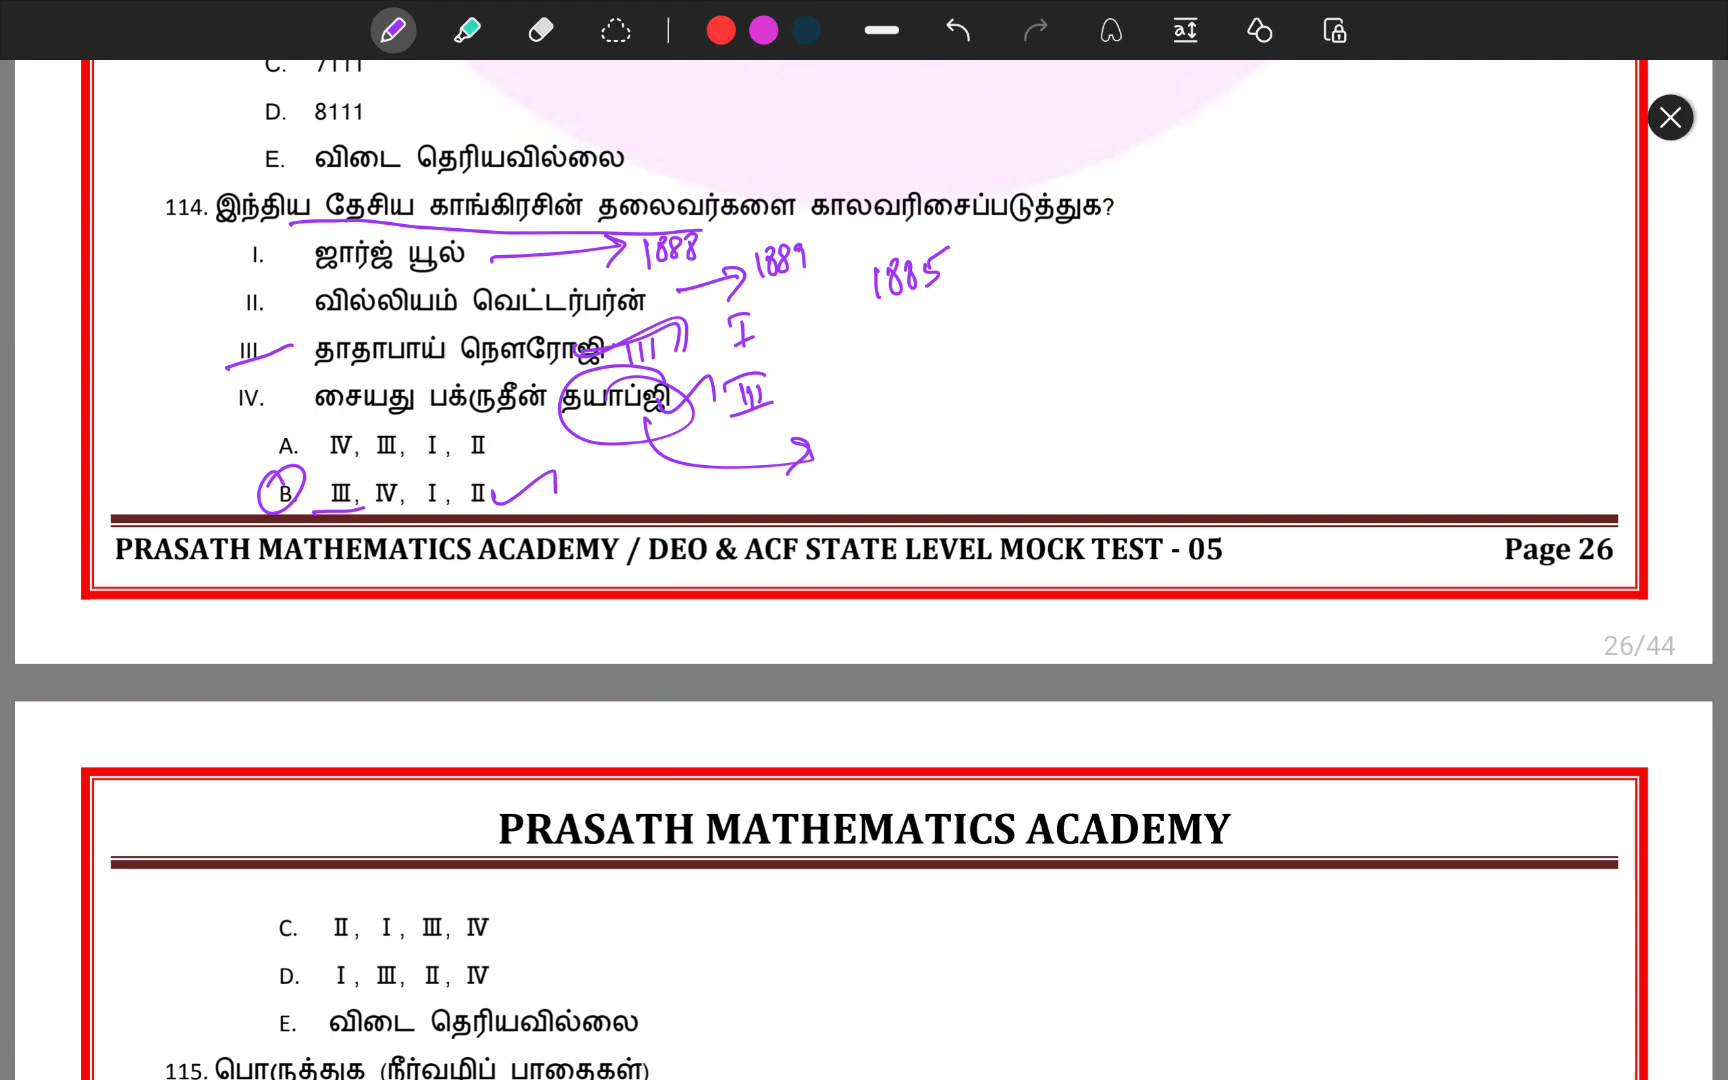 C. 7111
D. 8111
E. விடை தெரியவில்லை
114. இந்திய தேசிய காங்கிரசின் தலைவர்களை காலவரிசைப்படுத்துக?
I. ஜார்ஜ் யூல் 1888
1889
1885
II. வில்லியம் வெட்டர்பர்ன்
I
III தாதாபாய் நௌரோஜி III
IV. சையது பக்ருதீன் தயாப்ஜி III
A. IV, III, I, II
B. III, IV, I, II
PRASATH MATHEMATICS ACADEMY / DEO & ACF STATE LEVEL MOCK TEST - 05 Page 26
26/44
PRASATH MATHEMATICS ACADEMY
C. II, I, III, IV
D. I, III, II, IV
E. விடை தெரியவில்லை
115. பொருத்துக (நீர்வழிப் பாதைகள்)